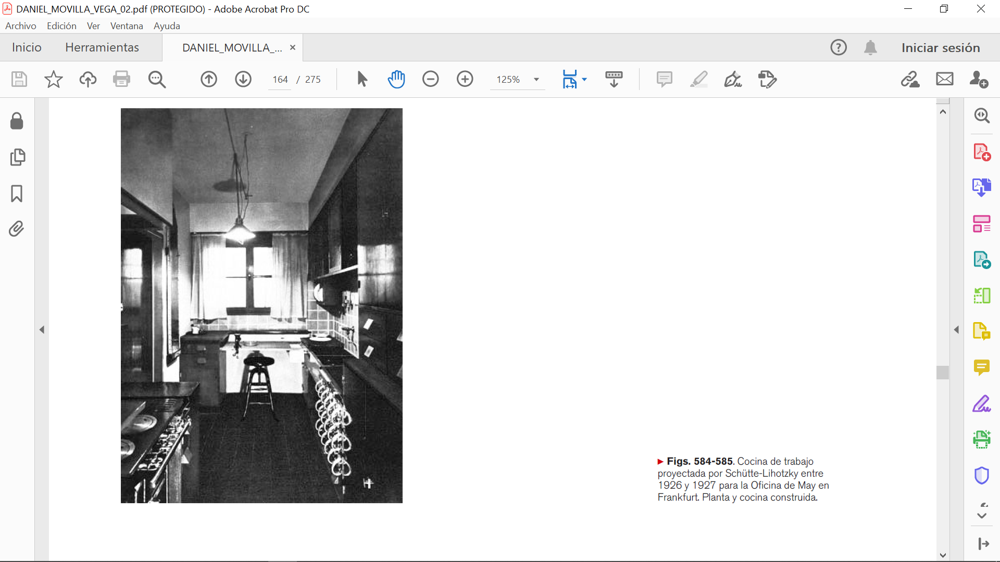 DANIEL_MOVILLA_VEGA_02.pdf (PROTEGIDO) - Adobe Acrobat Pro DC
Archivo Edición Ver Ventana Ayuda
Inicio Herramientas DANIEL_MOVILLA_... × Iniciar sesión
164 / 275 125%
Figs. 584-585. Cocina de trabajo
proyectada por Schütte-Lihotzky entre
1926 y 1927 para la Oficina de May en
Frankfurt. Planta y cocina construida.